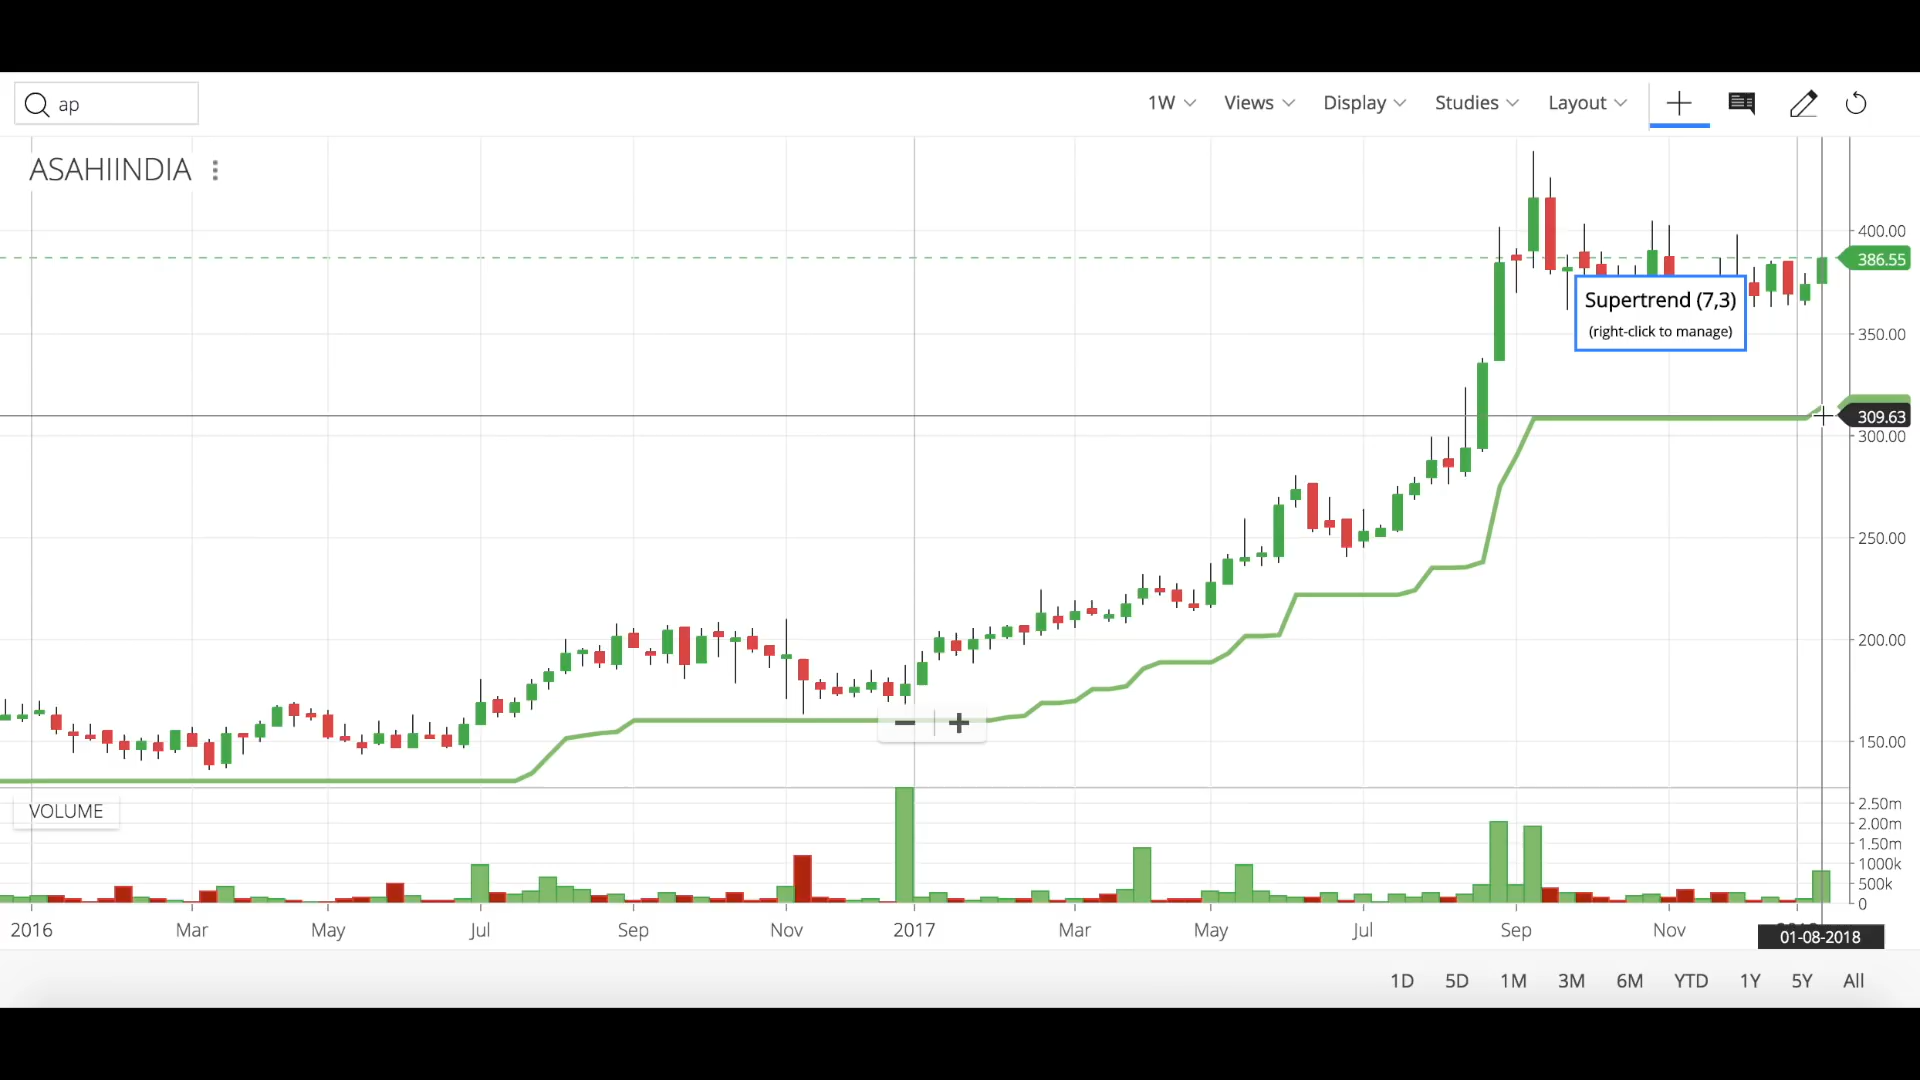 ap
1W Views Display Studies Layout
ASAHIINDIA
400.00
386.55
Supertrend (7,3)
(right-click to manage)
350.00
309.63
300.00
250.00
200.00
150.00
VOLUME
2.50m
2.00m
1.50m
1000k
500k
0
2016 Mar May Jul Sep Nov 2017 Mar May Jul Sep Nov
01-08-2018
1D 5D 1M 3M 6M YTD 1Y 5Y All